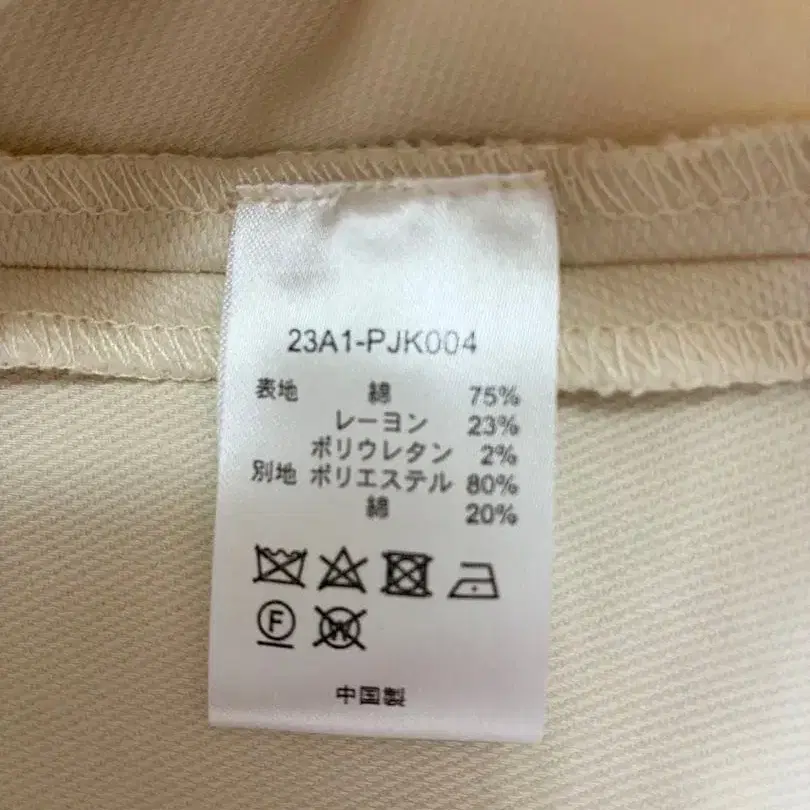 23A1-PJK004
表地 綿 75%
レーヨン 23%
ポリウレタン 2%
別地 ポリエステル 80%
綿 20%
F W
中国製